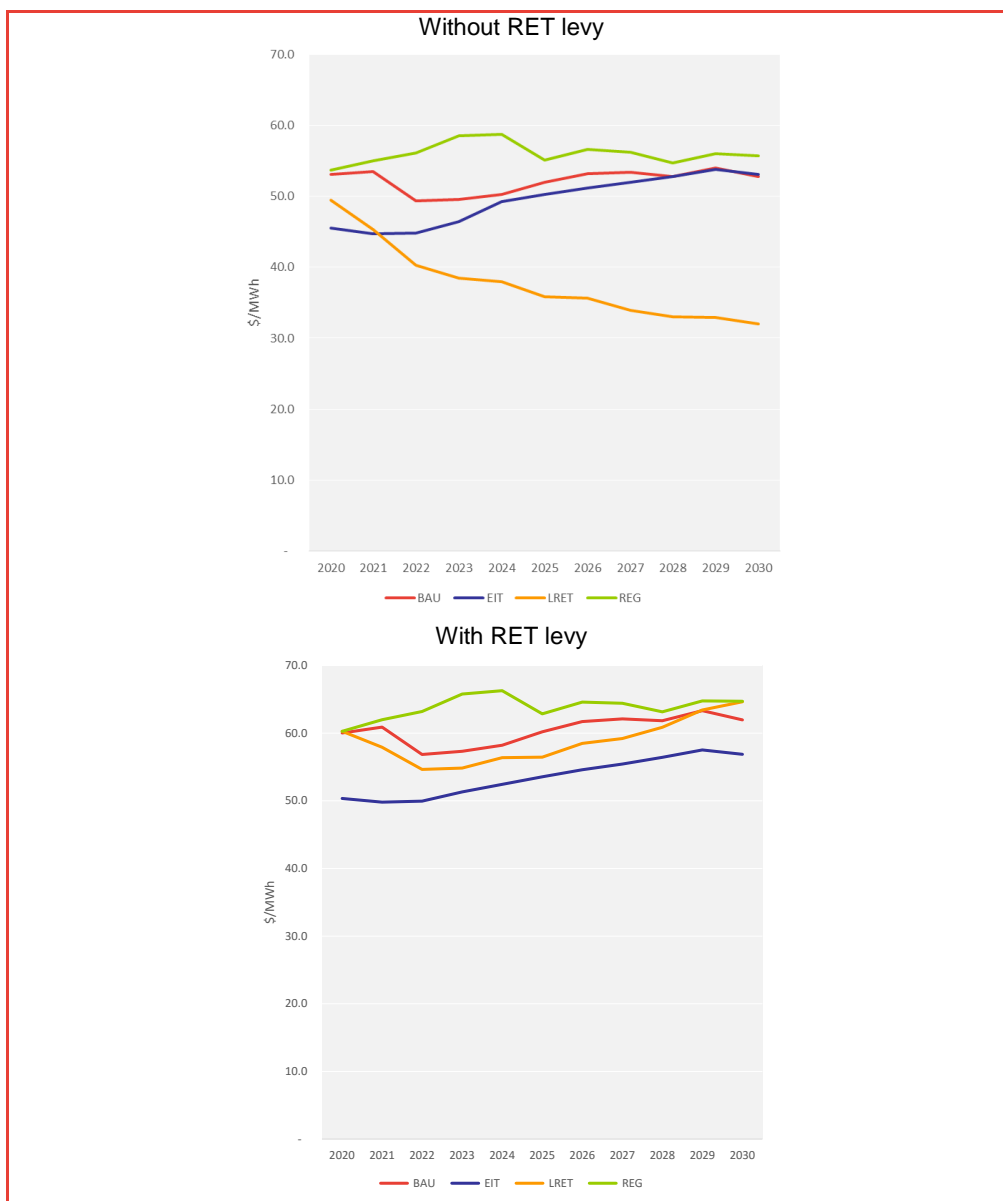 Without RET levy
70.0
60.0
50.0
40.0
30.0
20.0
10.0
-
$/MWh
2020 2021 2022 2023 2024 2025 2026 2027 2028 2029 2030
BAU EIT LRET REG
With RET levy
70.0
60.0
50.0
40.0
30.0
20.0
10.0
-
$/MWh
2020 2021 2022 2023 2024 2025 2026 2027 2028 2029 2030
BAU EIT LRET REG